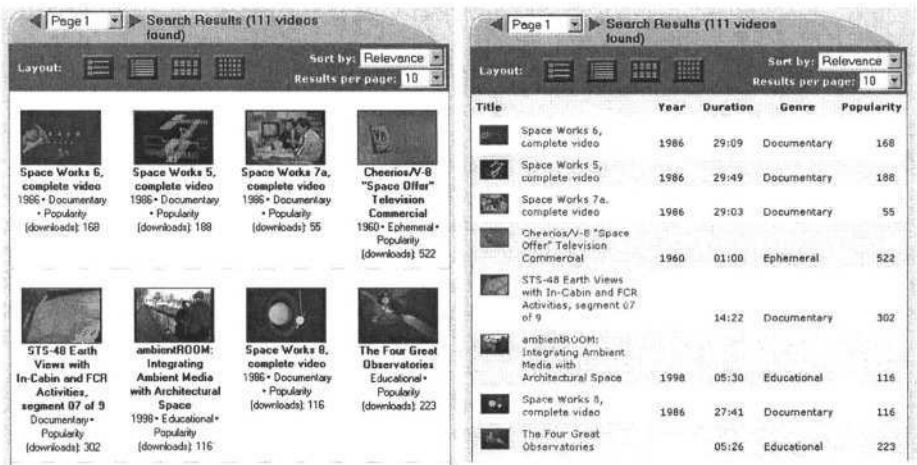 Page 1 Search Results (111 videos
found)
Layout: Sort by: Relevance
Results per page: 10
Space Works 6,
complete video
1986 • Documentary
• Popularity
(downloads): 168
Space Works 5,
complete video
1986 • Documentary
• Popularity
(downloads): 188
Space Works 7a,
complete video
1986 • Documentary
• Popularity
(downloads): 55
Cheerios/V-8
"Space Offer"
Television
Commercial
1960 • Ephemeral •
Popularity
(downloads): 522
STS-48 Earth
Views with
In-Cabin and FCR
Activities,
segment 07 of 9
Documentary •
Popularity
(downloads): 302
ambientROOM:
Integrating
Ambient Media
with Architectural
Space
1998 • Educational •
Popularity
(downloads): 116
Space Works 8,
complete video
1986 • Documentary
• Popularity
(downloads): 116
The Four Great
Observatories
Educational •
Popularity
(downloads): 223
Page 1 Search Results (111 videos
found)
Layout: Sort by: Relevance
Results per page: 10
Title Year Duration Genre Popularity
Space Works 6,
complete video 1986 29:09 Documentary 168
Space Works 5,
complete video 1986 29:49 Documentary 188
Space Works 7a,
complete video 1986 29:03 Documentary 55
Cheerios/V-8 "Space
Offer" Television
Commercial 1960 01:00 Ephemeral 522
STS-48 Earth Views
with In-Cabin and FCR
Activities, segment 07
of 9 14:22 Documentary 302
ambientROOM:
Integrating Ambient
Media with
Architectural Space 1998 05:30 Educational 116
Space Works 8,
complete video 1986 27:41 Documentary 116
The Four Great
Observatories 05:26 Educational 223